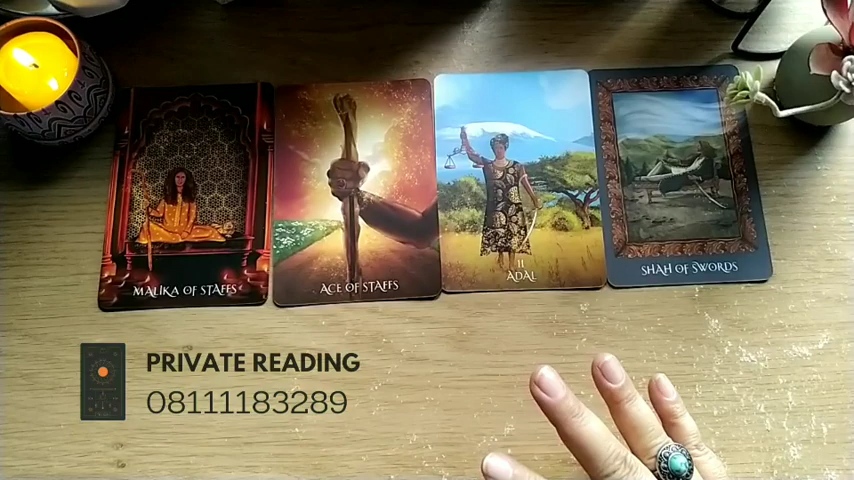 MALIKA OF STAFFS
ACE OF STAFFS
II
ADAL
SHAH OF SWORDS
PRIVATE READING
08111183289